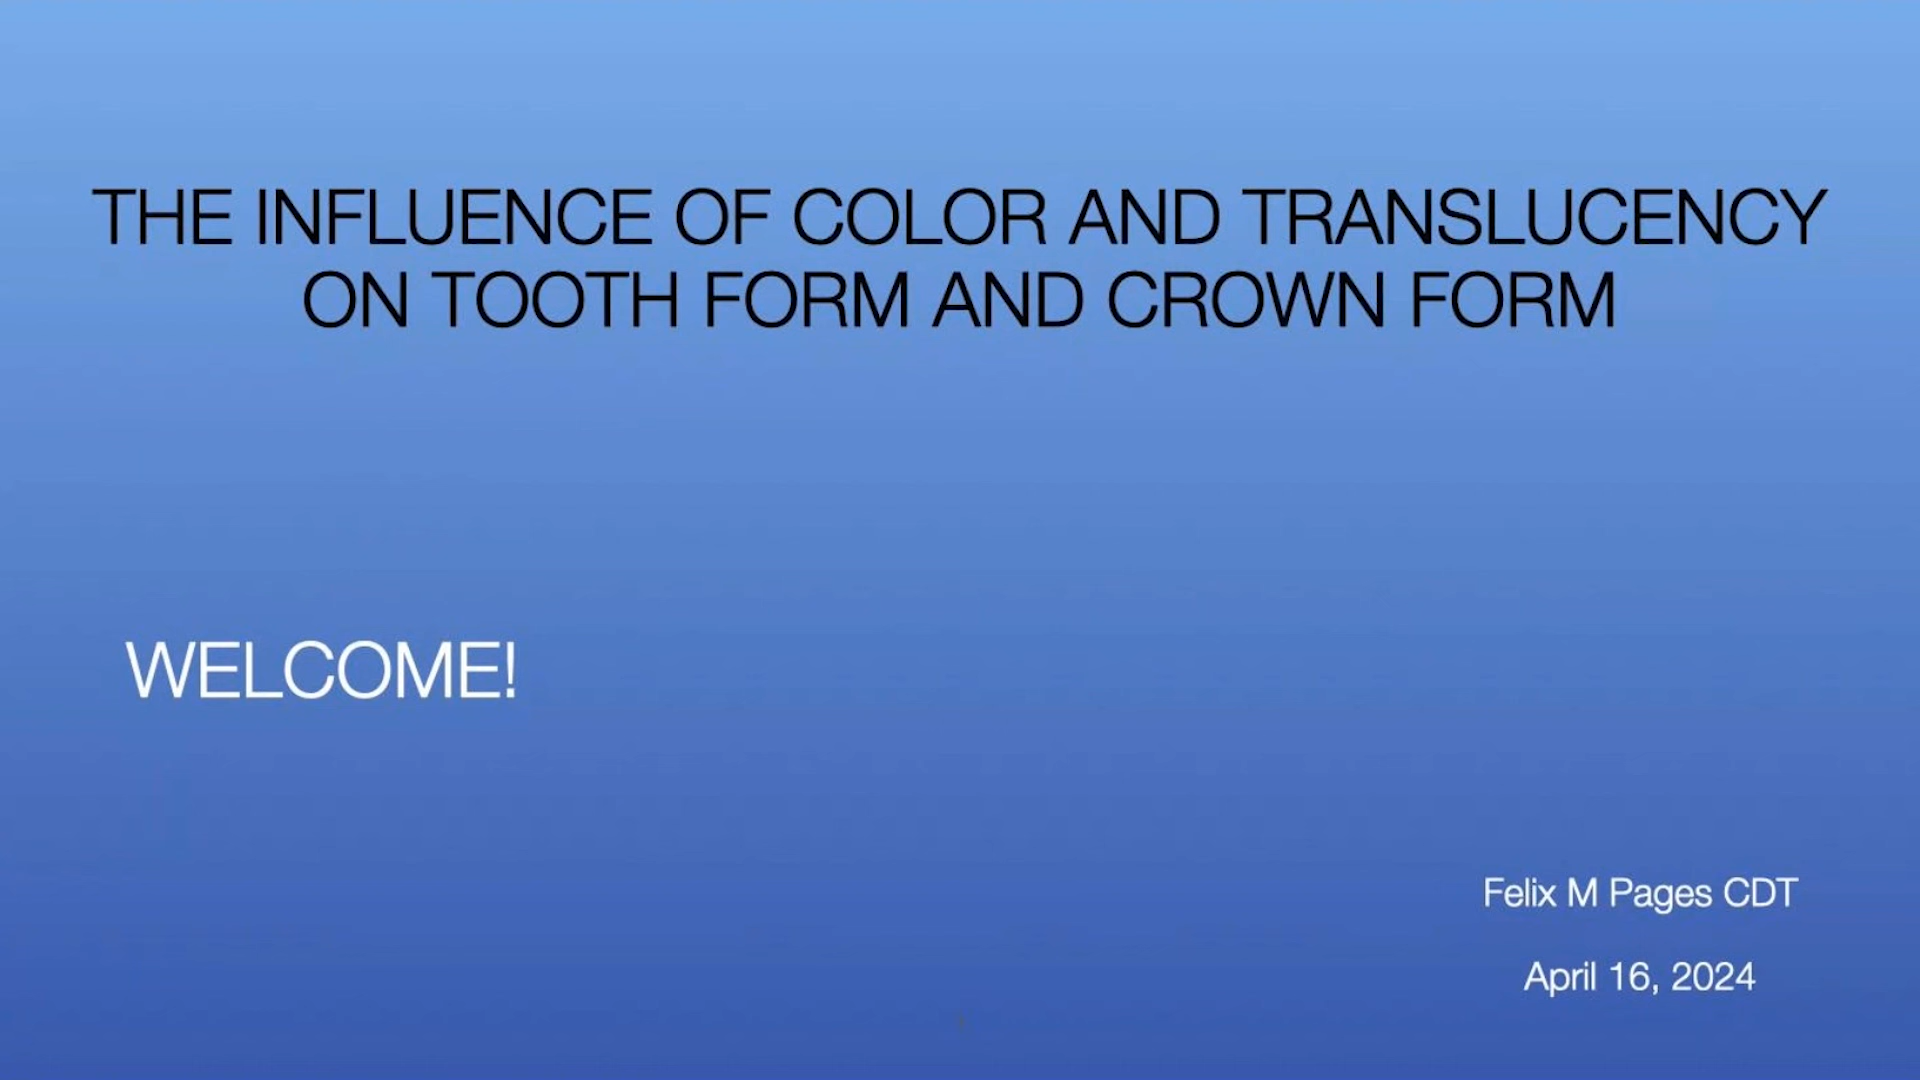 THE INFLUENCE OF COLOR AND TRANSLUCENCY
ON TOOTH FORM AND CROWN FORM
WELCOME!
Felix M Pages CDT
April 16, 2024
1